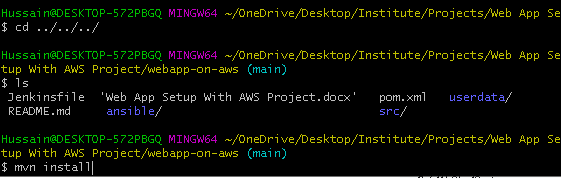 Hussain@DESKTOP-572PBGQ MINGW64 ~/OneDrive/Desktop/Institute/Projects/Web App Se
$ cd ../../../
Hussain@DESKTOP-572PBGQ MINGW64 ~/OneDrive/Desktop/Institute/Projects/Web App Se
tup With AWS Project/webapp-on-aws (main)
$ ls
Jenkinsfile 'Web App Setup With AWS Project.docx' pom.xml userdata/
README.md ansible/ src/
Hussain@DESKTOP-572PBGQ MINGW64 ~/OneDrive/Desktop/Institute/Projects/Web App Se
tup With AWS Project/webapp-on-aws (main)
$ mvn install